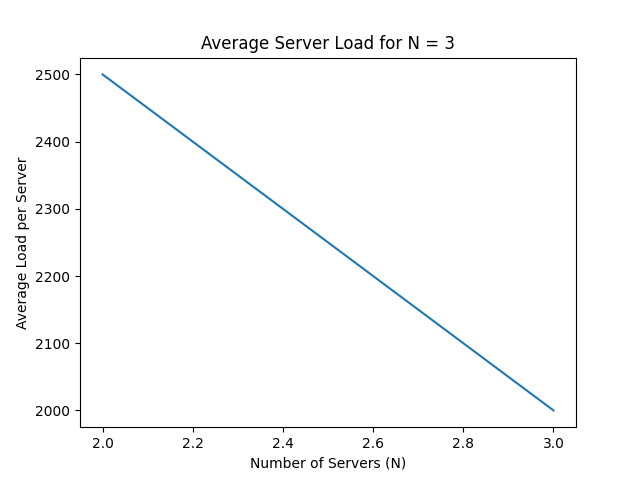 Average Server Load for N = 3
Average Load per Server
2500
2400
2300
2200
2100
2000
2.0 2.2 2.4 2.6 2.8 3.0
Number of Servers (N)